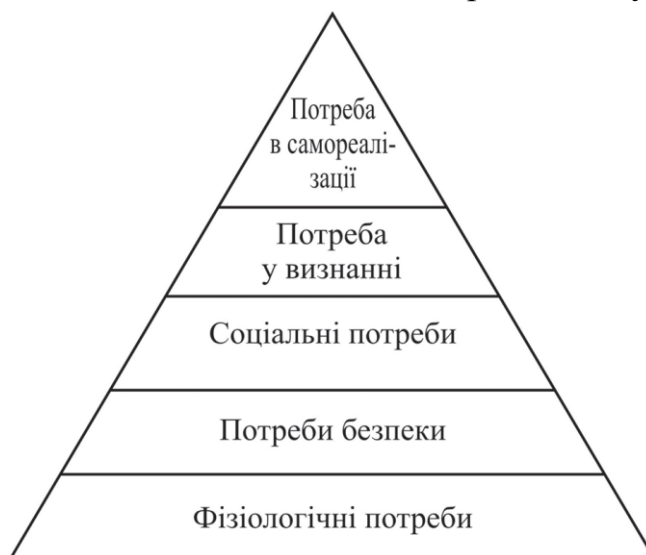 Потреба
в самореалі-
зації
Потреба
у визнанні
Соціальні потреби
Потреби безпеки
Фізіологічні потреби